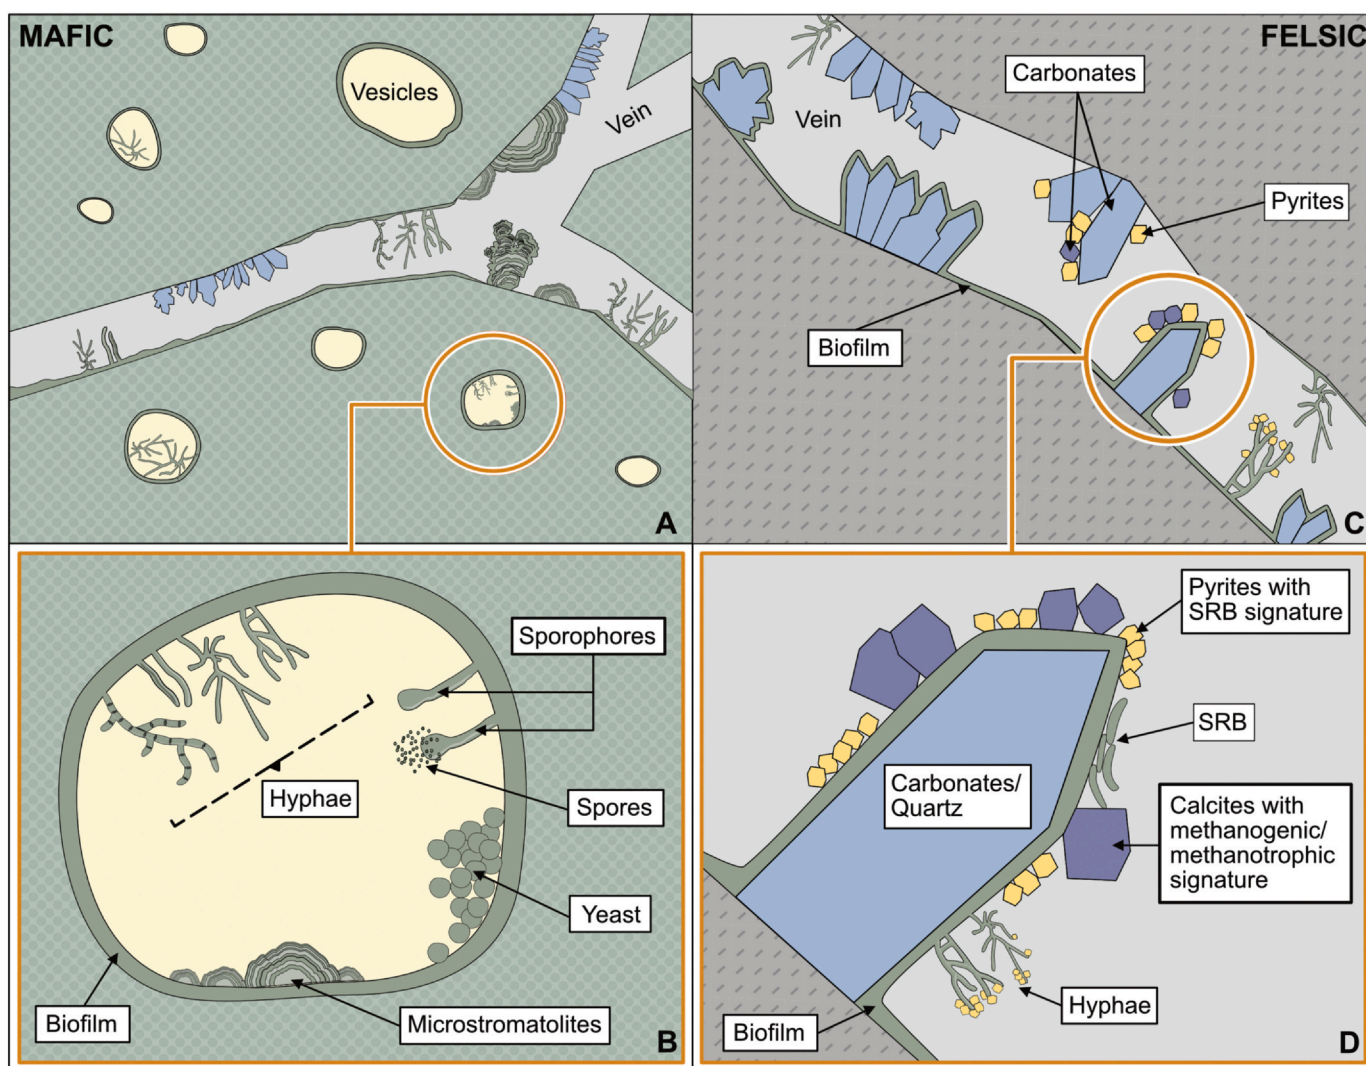 MAFIC
Vesicles
Vein
A
FELSIC
Carbonates
Vein
Pyrites
Biofilm
C
Sporophores
Hyphae
Spores
Yeast
Biofilm
Microstromatolites
B
Pyrites with
SRB signature
SRB
Carbonates/
Quartz
Calcites with
methanogenic/
methanotrophic
signature
Hyphae
Biofilm
D